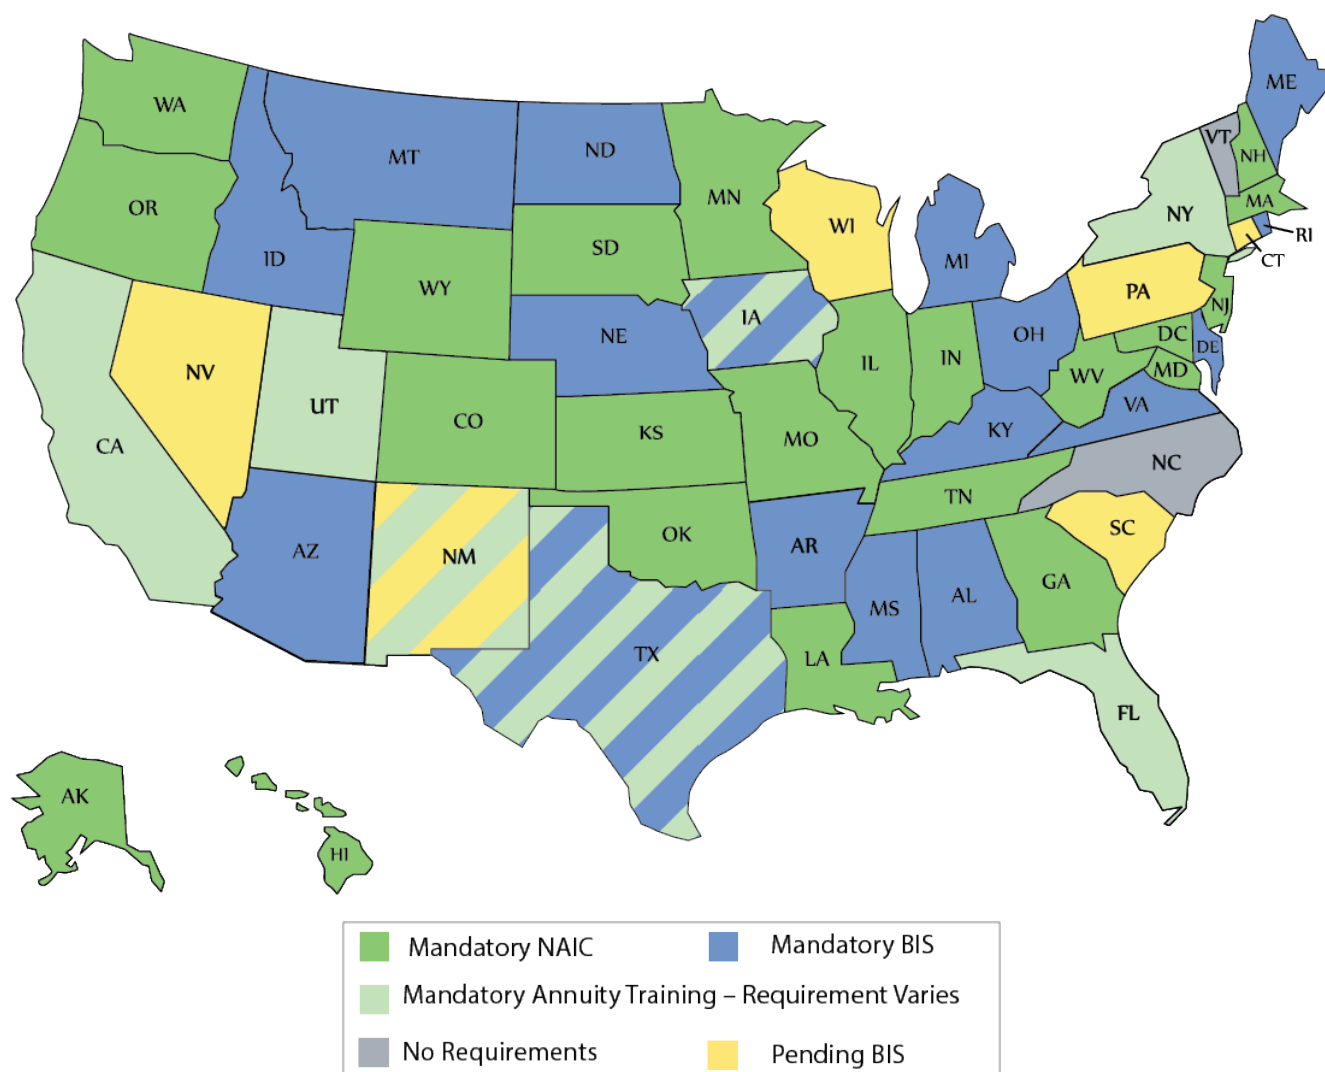 ME
WA
VT
NH
MT
ND
MN
OR
MA
NY
WI
RI
SD
ID
CT
MI
WY
PA
NJ
IA
NE
OH
DC
DE
IN
IL
NV
MD
WV
UT
VA
CO
KS
KY
MO
CA
NC
TN
SC
OK
AR
AZ
NM
GA
AL
MS
TX
LA
FL
AK
HI
Mandatory NAIC
Mandatory BIS
Mandatory Annuity Training – Requirement Varies
No Requirements
Pending BIS